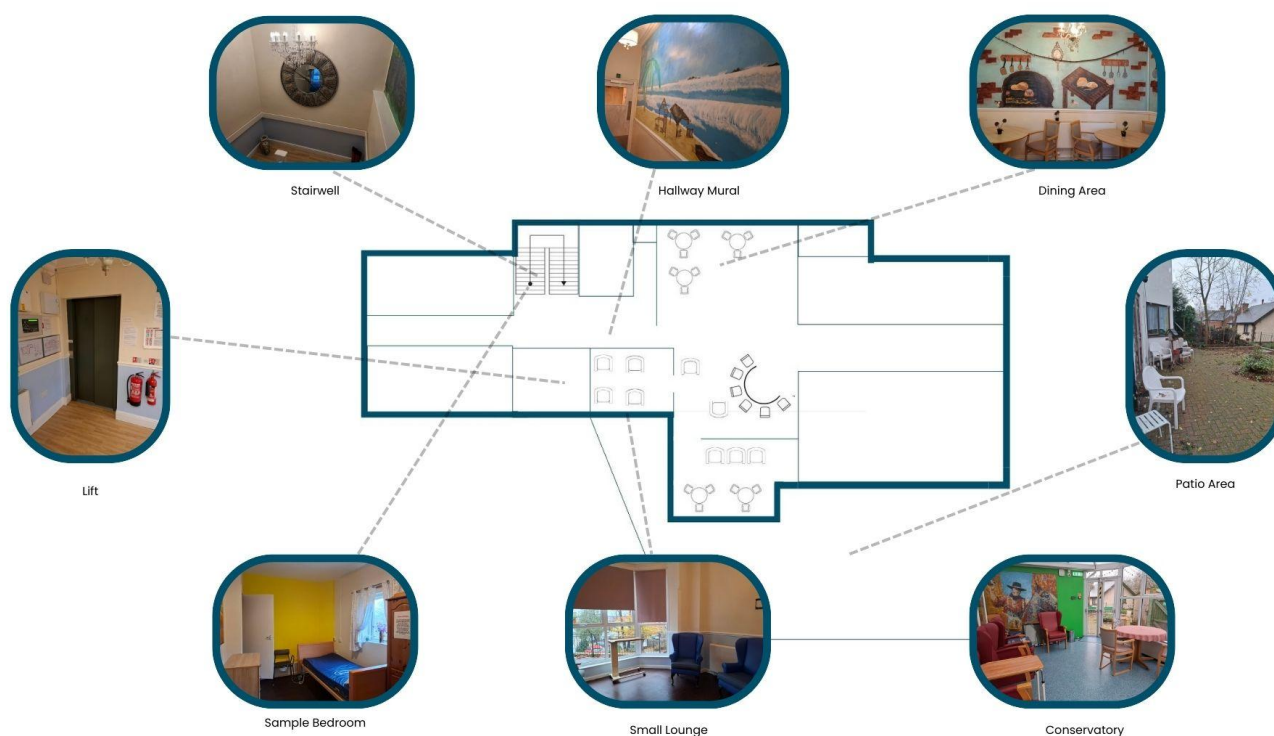 Stairwell
Hallway Mural
Dining Area
Lift
Patio Area
Sample Bedroom
Small Lounge
Conservatory